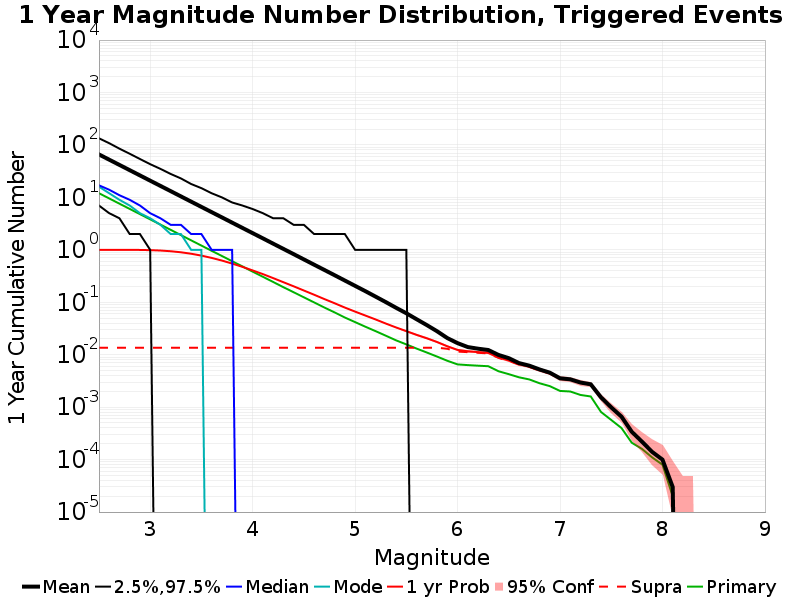 1 Year Magnitude Number Distribution, Triggered Events
10^4
10^3
10^2
10^1
10^0
10^-1
10^-2
10^-3
10^-4
10^-5
1 Year Cumulative Number
3 4 5 6 7 8 9
Magnitude
Mean 2.5%,97.5% Median Mode 1 yr Prob 95% Conf Supra Primary